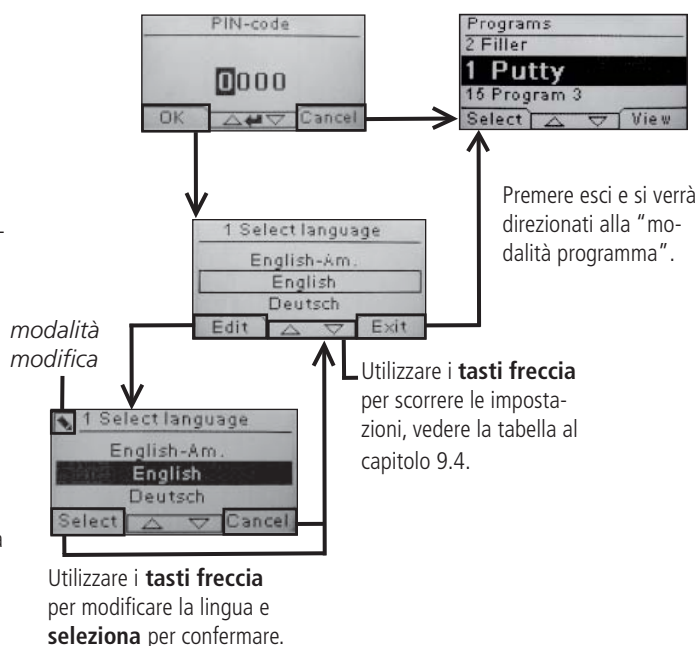 PIN-code
0000
OK Cancel
Programs
2 Filler
1 Putty
15 Program 3
Select View
Premere esci e si verrà
direzionati alla “mo-
dalità programma”.
1 Select language
English-Am.
English
Deutsch
Edit Exit
modalità
modifica
Utilizzare i tasti freccia
per scorrere le imposta-
zioni, vedere la tabella al
capitolo 9.4.
1 Select language
English-Am.
English
Deutsch
Select Cancel
Utilizzare i tasti freccia
per modificare la lingua e
seleziona per confermare.